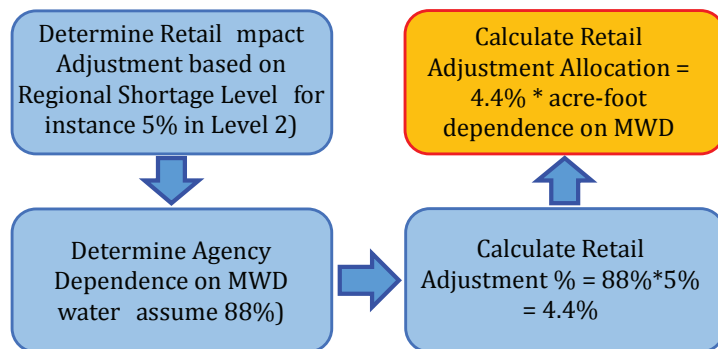 Determine Retail mpact
Adjustment based on
Regional Shortage Level for
instance 5% in Level 2)
Determine Agency
Dependence on MWD
water assume 88%)
Calculate Retail
Adjustment % = 88%*5%
= 4.4%
Calculate Retail
Adjustment Allocation =
4.4% * acre-foot
dependence on MWD